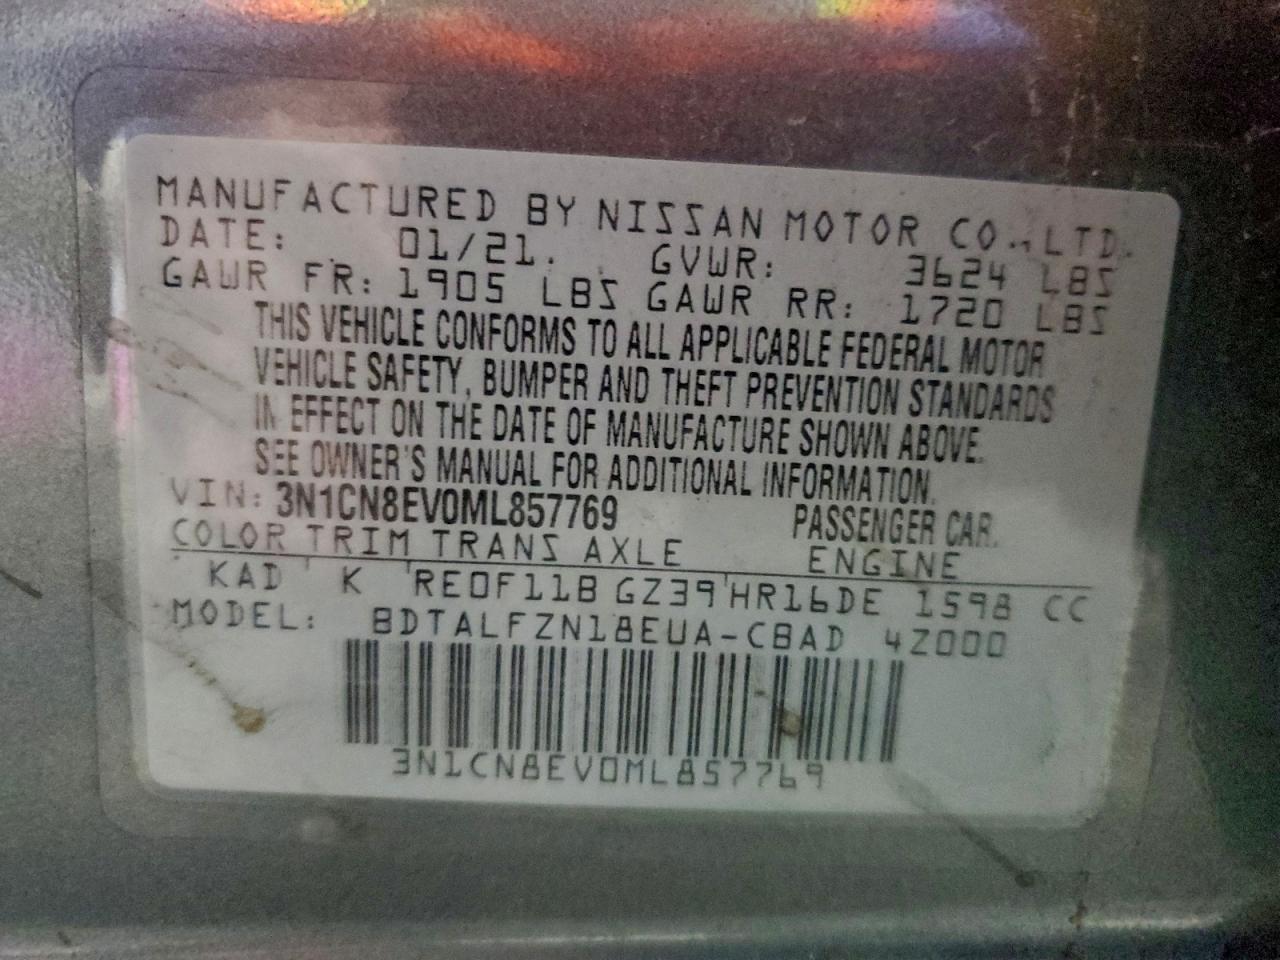 MANUFACTURED BY NISSAN MOTOR CO., LTD.
DATE: 01/21. GVWR: 3624 LBS
GAWR FR: 1905 LBS GAWR RR: 1720 LBS
THIS VEHICLE CONFORMS TO ALL APPLICABLE FEDERAL MOTOR
VEHICLE SAFETY, BUMPER AND THEFT PREVENTION STANDARDS
IN EFFECT ON THE DATE OF MANUFACTURE SHOWN ABOVE.
SEE OWNER'S MANUAL FOR ADDITIONAL INFORMATION.
VIN: 3N1CN8EV0ML857769 PASSENGER CAR.
COLOR TRIM TRANS AXLE ENGINE
KAD K RE0F11B GZ39 HR16DE 1598 CC
MODEL: BDTALFZN18EUA-CBAD 4Z000
3N1CN8EV0ML857769